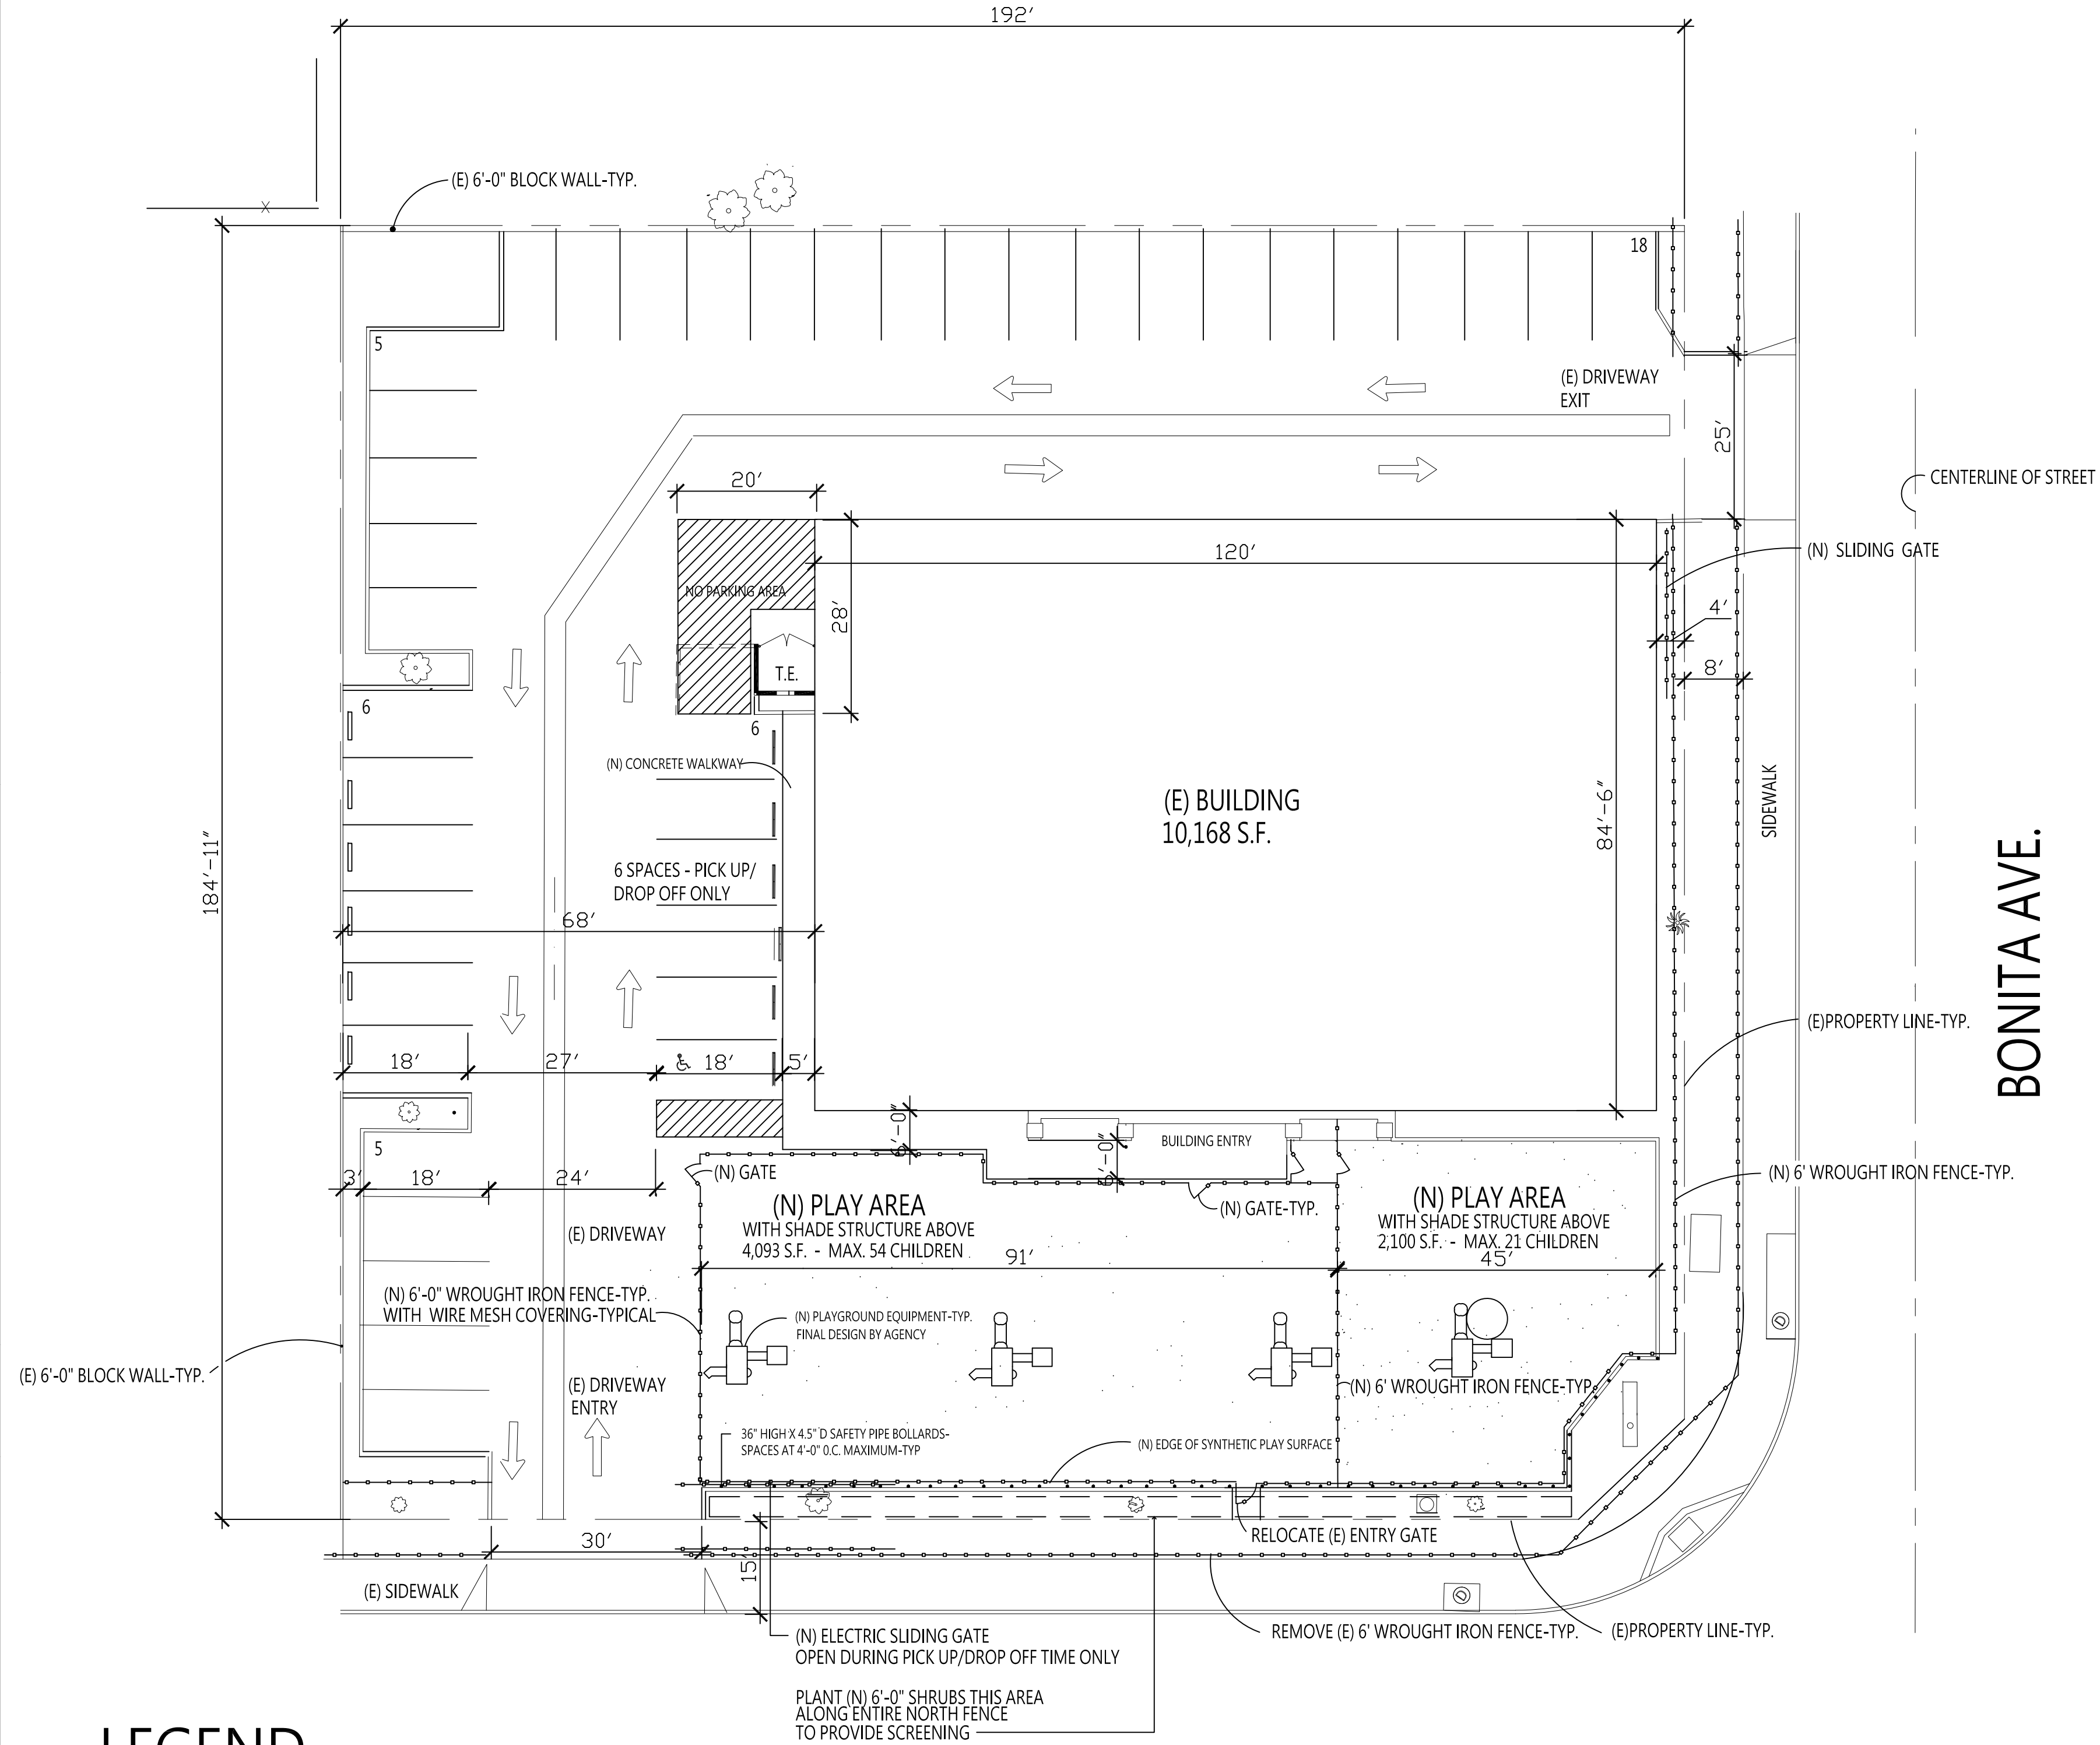 192'
(E) 6'-0" BLOCK WALL-TYP.
18
5
(E) DRIVEWAY
EXIT
25'
CENTERLINE OF STREET
20'
120'
(N) SLIDING GATE
NO PARKING AREA
28'
4'
T.E.
8'
6
6
(N) CONCRETE WALKWAY
SIDEWALK
(E) BUILDING
10,168 S.F.
84'-6"
184'-11"
6 SPACES - PICK UP/
DROP OFF ONLY
68'
BONITA AVE.
(E)PROPERTY LINE-TYP.
18'
27'
18'
5'
BUILDING ENTRY
5
3'
18'
24'
(N) GATE
(N) 6' WROUGHT IRON FENCE-TYP.
(N) PLAY AREA
WITH SHADE STRUCTURE ABOVE
4,093 S.F. - MAX. 54 CHILDREN
(N) GATE-TYP.
(N) PLAY AREA
WITH SHADE STRUCTURE ABOVE
2,100 S.F. - MAX. 21 CHILDREN
(E) DRIVEWAY
91'
45'
(N) 6'-0" WROUGHT IRON FENCE-TYP.
WITH WIRE MESH COVERING-TYPICAL
(N) PLAYGROUND EQUIPMENT-TYP.
FINAL DESIGN BY AGENCY
D
(E) 6'-0" BLOCK WALL-TYP.
(E) DRIVEWAY
ENTRY
(N) 6' WROUGHT IRON FENCE-TYP
36" HIGH X 4.5" D SAFETY PIPE BOLLARDS-
SPACES AT 4'-0" O.C. MAXIMUM-TYP
(N) EDGE OF SYNTHETIC PLAY SURFACE
RELOCATE (E) ENTRY GATE
30'
15'
(E) SIDEWALK
D
(N) ELECTRIC SLIDING GATE
OPEN DURING PICK UP/DROP OFF TIME ONLY
REMOVE (E) 6' WROUGHT IRON FENCE-TYP.
(E)PROPERTY LINE-TYP.
PLANT (N) 6'-0" SHRUBS THIS AREA
ALONG ENTIRE NORTH FENCE
TO PROVIDE SCREENING
LEGEND